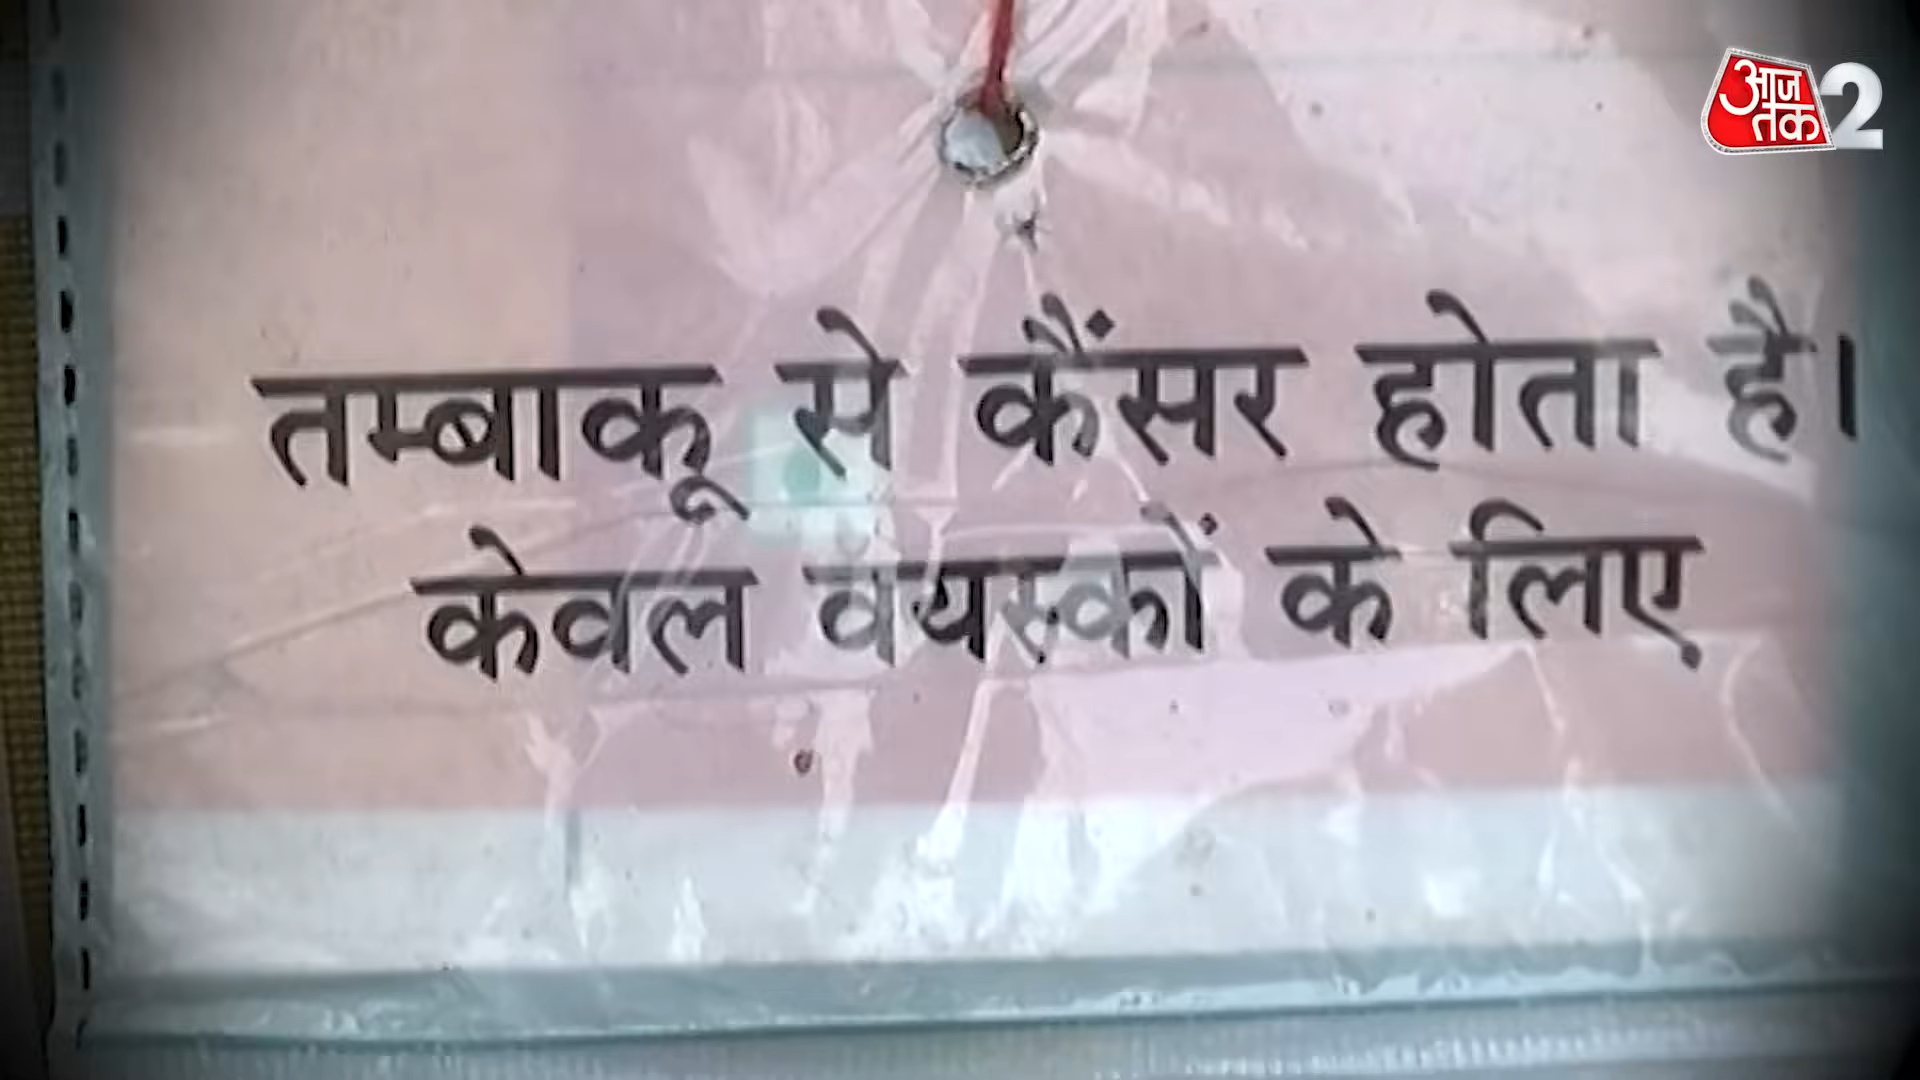 आज
तक 2
तम्बाकू से कैंसर होता है।
केवल वयस्कों के लिए